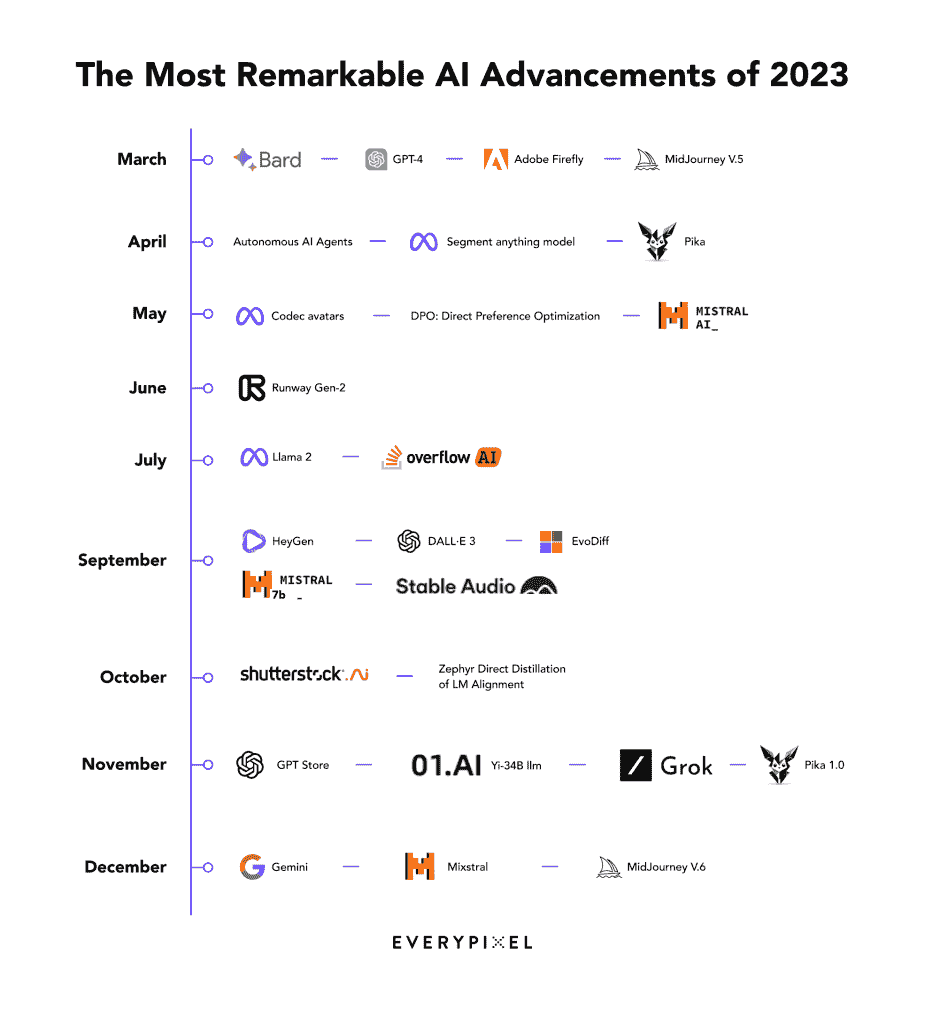 The Most Remarkable AI Advancements of 2023
March
Bard
GPT-4
Adobe Firefly
MidJourney V.5
April
Autonomous AI Agents
Segment anything model
Pika
May
Codec avatars
DPO: Direct Preference Optimization
MISTRAL
AI_
June
Runway Gen-2
July
Llama 2
overflow AI
September
HeyGen
DALL·E 3
EvoDiff
MISTRAL
7b _
Stable Audio
October
shutterstock.AI
Zephyr Direct Distillation
of LM Alignment
November
GPT Store
01.AI Yi-34B llm
Grok
Pika 1.0
December
Gemini
Mixstral
MidJourney V.6
EVERYPIXEL